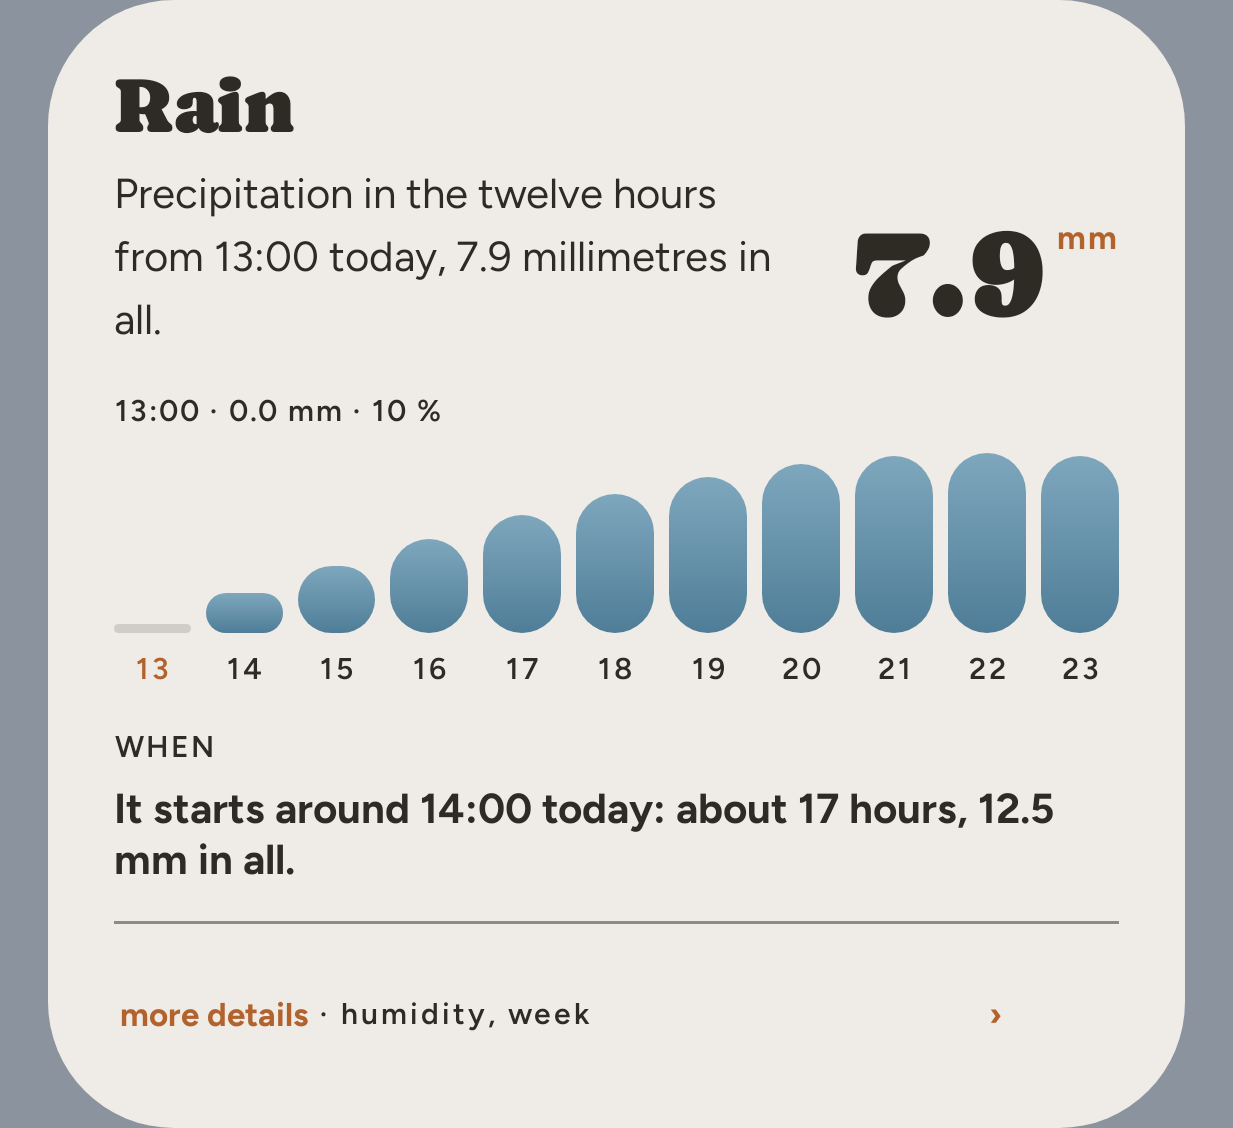 Rain
Precipitation in the twelve hours
from 13:00 today, 7.9 millimetres in
all.
7.9 mm
13:00 · 0.0 mm · 10 %
13 14 15 16 17 18 19 20 21 22 23
WHEN
It starts around 14:00 today: about 17 hours, 12.5
mm in all.
more details · humidity, week ›